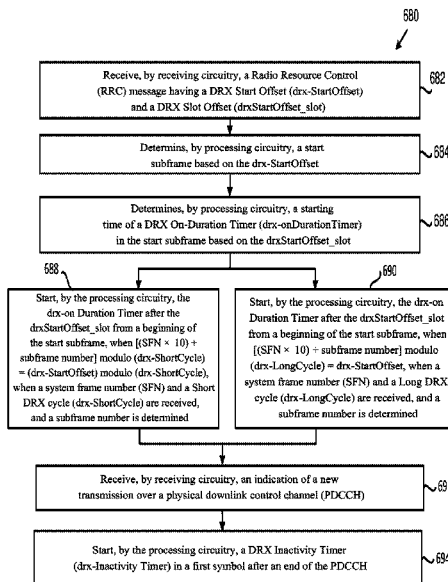 680
Receive, by receiving circuitry, a Radio Resource Control
(RRC) message having a DRX Start Offset (drx-StartOffset)
and a DRX Slot Offset (drxStartOffset_slot)
682
Determins, by processing circuitry, a start
subframe based on the drx-StartOffset
684
Determines, by processing circuitry, a starting
time of a DRX On-Duration Timer (drx-onDurationTimer)
in the start subframe based on the drxStartOffset_slot
686
688
Start, by the processing circuitry, the
drx-on Duration Timer after the
drxStartOffset_slot from a beginning of
the start subframe, when [(SFN × 10) +
subframe number] modulo (drx-ShortCycle)
= (drx-StartOffset) modulo (drx-ShortCycle),
when a system frame number (SFN) and a Short
DRX cycle (drx-ShortCycle) are received,
and a subframe number is determined
690
Start, by the processing circuitry, the drx-on
Duration Timer after the drxStartOffset_slot
from a beginning of the start subframe, when
[(SFN × 10) + subframe number] modulo
(drx-LongCycle) = drx-StartOffset, when a
system frame number (SFN) and a Long DRX
cycle (drx-LongCycle) are received, and a
subframe number is determined
Receive, by receiving circuitry, an indication of a new
transmission over a physical downlink control channel (PDCCH)
69
Start, by the processing circuitry, a DRX Inactivity Timer
(drx-Inactivity Timer) in a first symbol after an end of the PDCCH
694